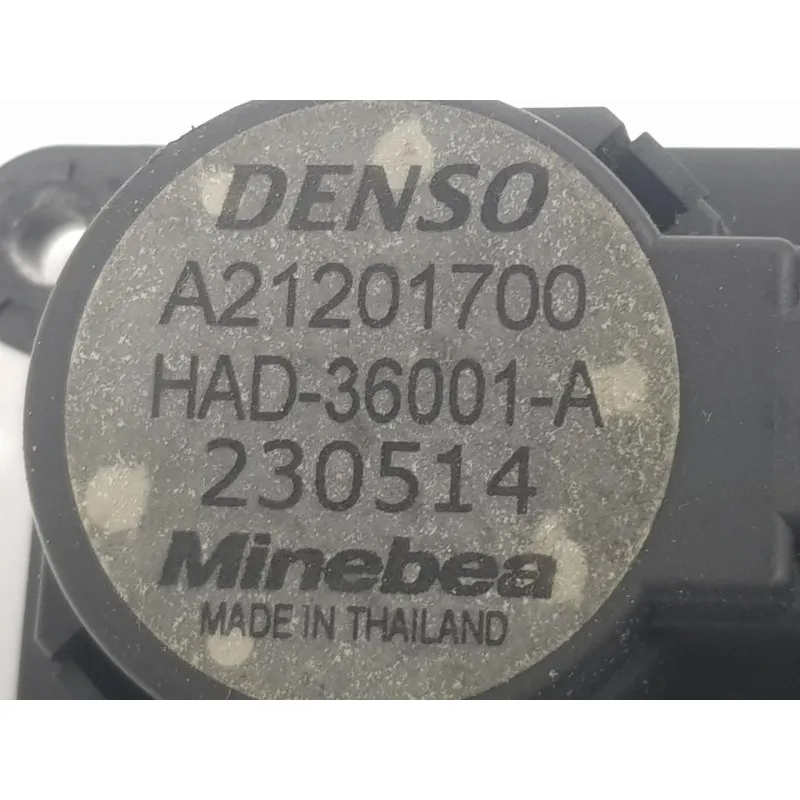 DENSO
A21201700
HAD-36001-A
230514
Minebea
MADE IN THAILAND